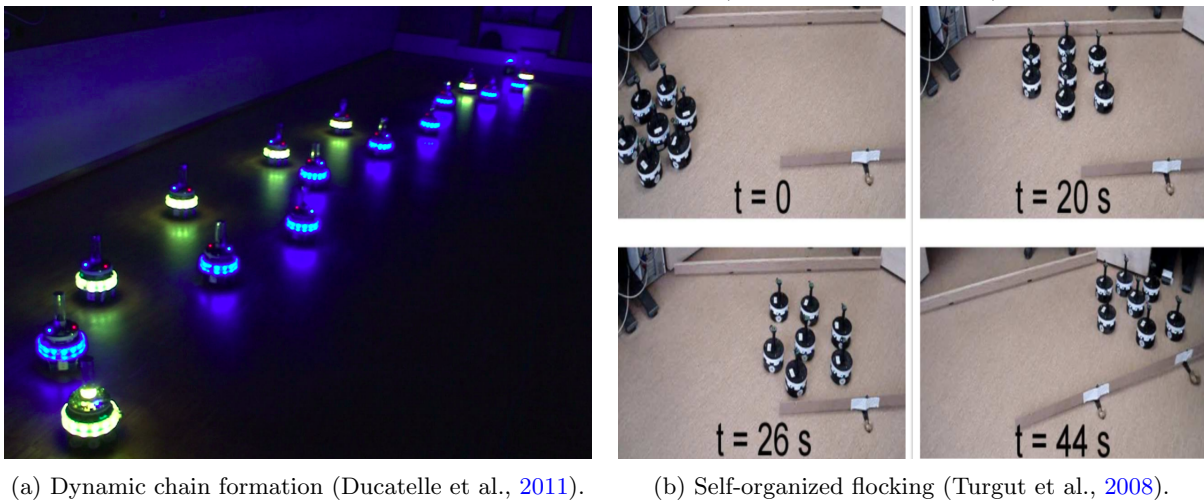 t = 0
t = 20 s
t = 26 s
t = 44 s
(a) Dynamic chain formation (Ducatelle et al., 2011).
(b) Self-organized flocking (Turgut et al., 2008).